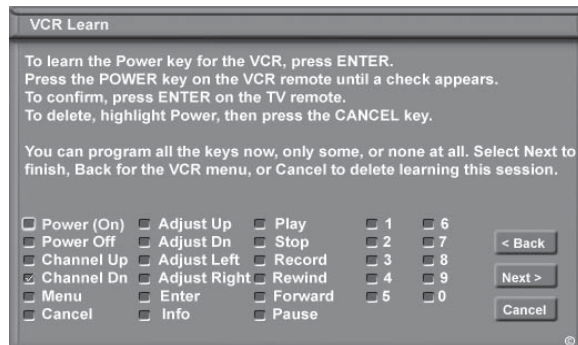 VCR Learn
To learn the Power key for the VCR, press ENTER.
Press the POWER key on the VCR remote until a check appears.
To confirm, press ENTER on the TV remote.
To delete, highlight Power, then press the CANCEL key.
You can program all the keys now, only some, or none at all. Select Next to
finish, Back for the VCR menu, or Cancel to delete learning this session.
Power (On) Adjust Up Play 1 6
Power Off Adjust Dn Stop 2 7 < Back
Channel Up Adjust Left Record 3 8
Channel Dn Adjust Right Rewind 4 9 Next >
Menu Enter Forward 5 0
Cancel Info Pause Cancel
©